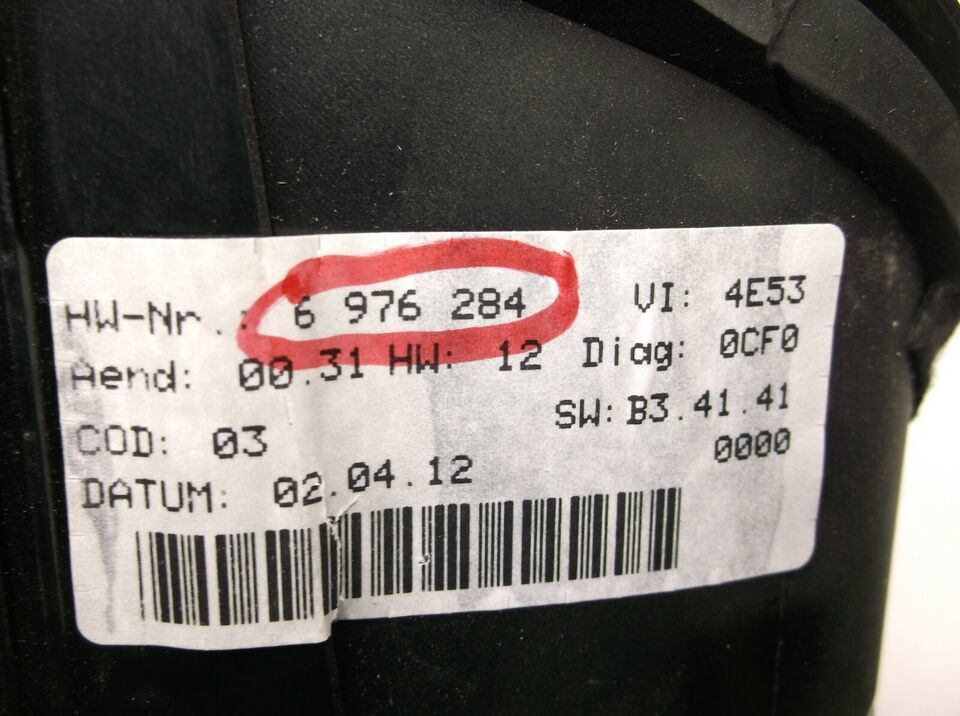 HW-Nr.: 6 976 284 VI: 4E53
Aend: 00.31 HW: 12 Diag: 0CF0
COD: 03 SW: B3.41.41
0000
DATUM: 02.04.12